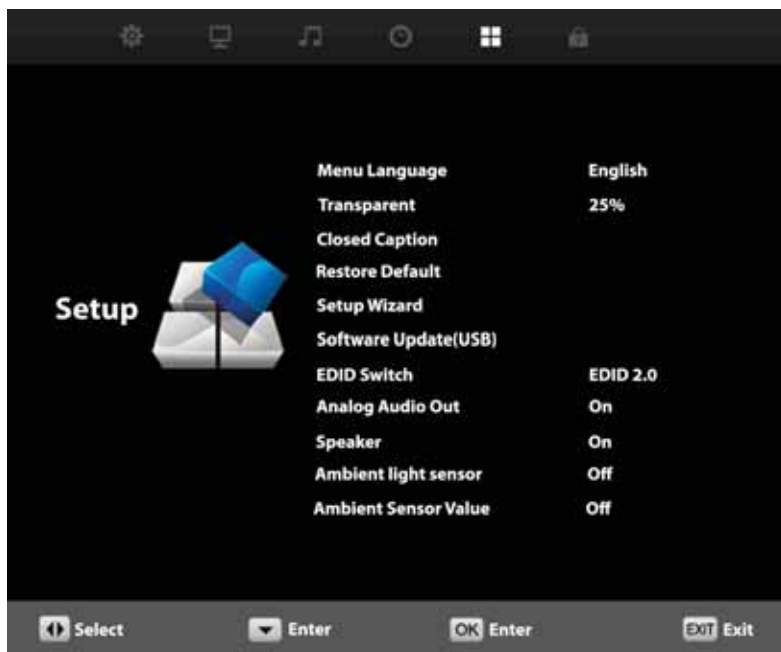 Menu Language English
Transparent 25%
Closed Caption
Restore Default
Setup
Setup Wizard
Software Update(USB)
EDID Switch EDID 2.0
Analog Audio Out On
Speaker On
Ambient light sensor Off
Ambient Sensor Value Off
Select Enter OK Enter EXIT Exit